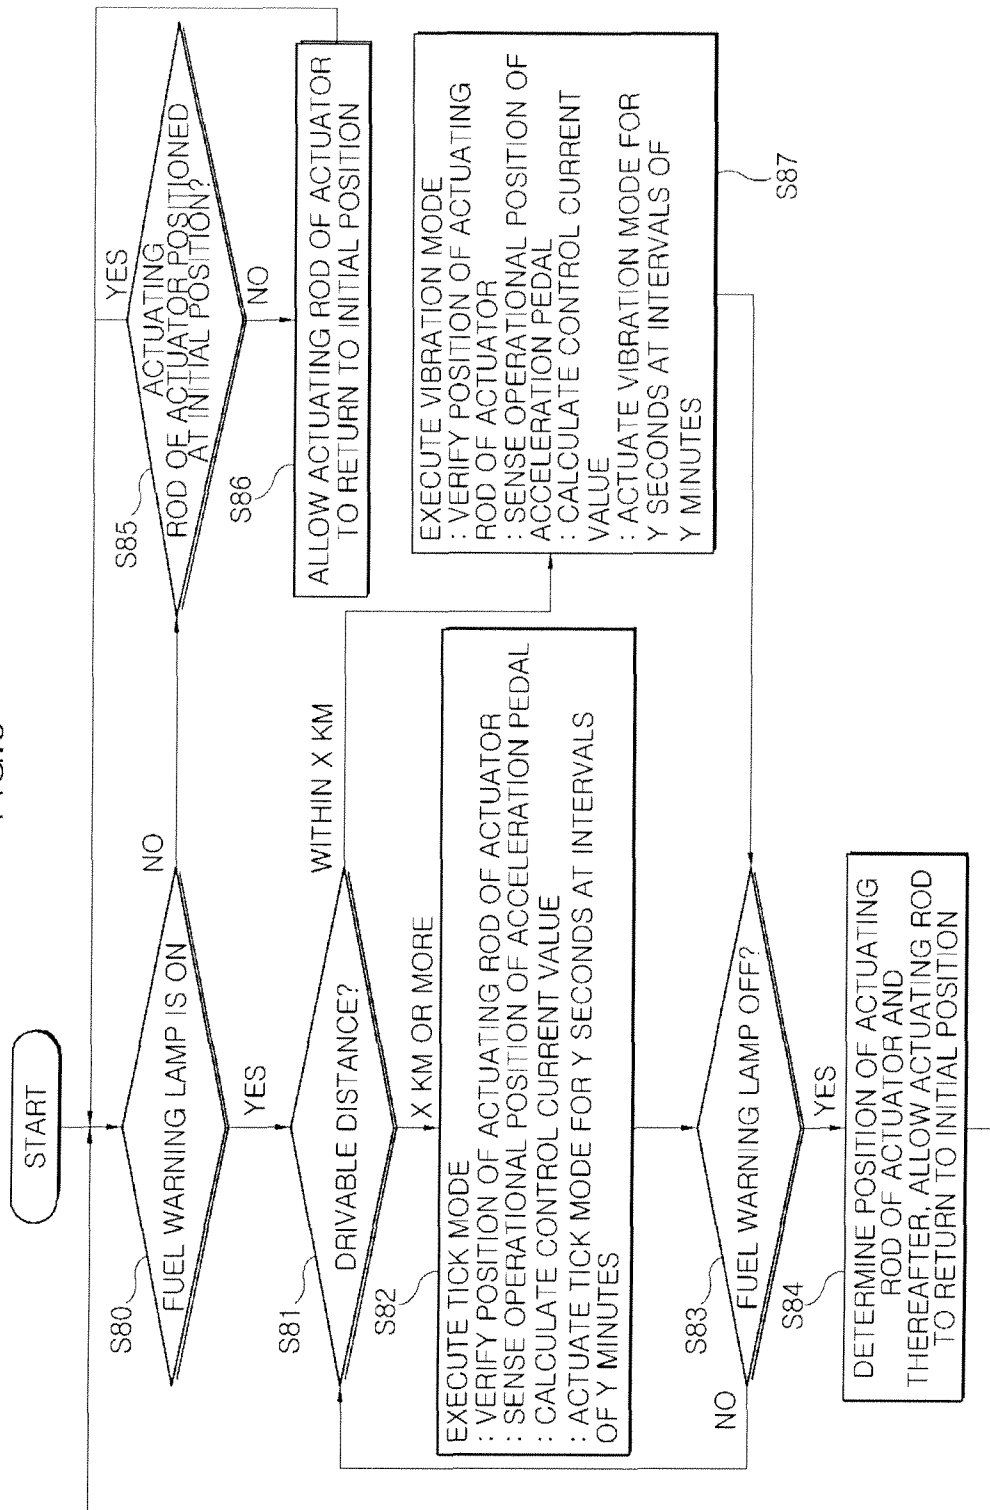 START
S80
FUEL WARNING LAMP IS ON
NO
YES
S81
DRIVABLE DISTANCE?
WITHIN X KM
X KM OR MORE
S82
EXECUTE TICK MODE
: VERIFY POSITION OF ACTUATING ROD OF ACTUATOR
: SENSE OPERATIONAL POSITION OF ACCELERATION PEDAL
: CALCULATE CONTROL CURRENT VALUE
: ACTUATE TICK MODE FOR Y SECONDS AT INTERVALS
OF Y MINUTES
S83
FUEL WARNING LAMP OFF?
NO
YES
S84
DETERMINE POSITION OF ACTUATING
ROD OF ACTUATOR AND
THEREAFTER, ALLOW ACTUATING ROD
TO RETURN TO INITIAL POSITION
S85
ACTUATING
ROD OF ACTUATOR POSITIONED
AT INITIAL POSITION?
YES
NO
S86
ALLOW ACTUATING ROD OF ACTUATOR
TO RETURN TO INITIAL POSITION
EXECUTE VIBRATION MODE
: VERIFY POSITION OF ACTUATING
ROD OF ACTUATOR
: SENSE OPERATIONAL POSITION OF
ACCELERATION PEDAL
: CALCULATE CONTROL CURRENT
VALUE
: ACTUATE VIBRATION MODE FOR
Y SECONDS AT INTERVALS OF
Y MINUTES
S87